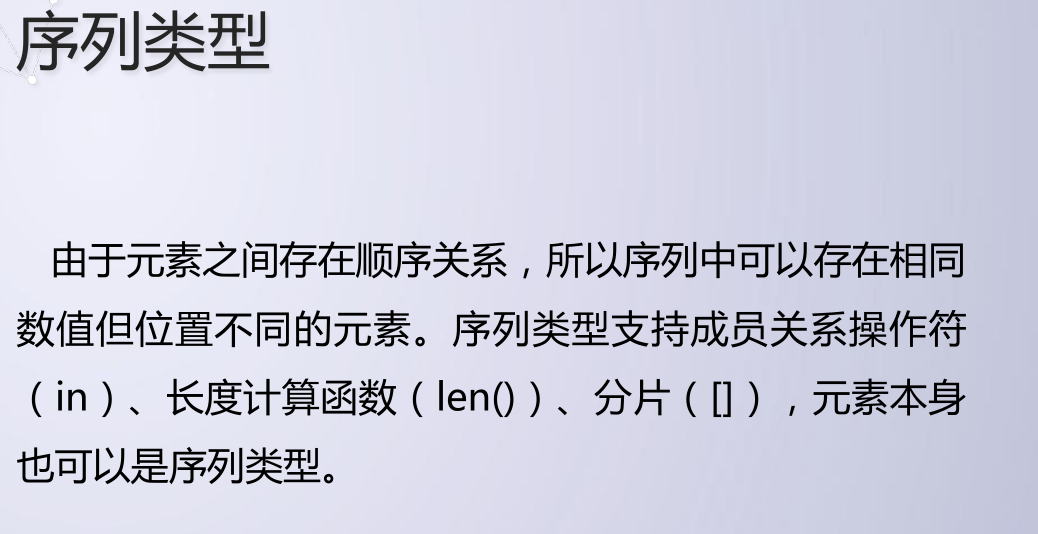 序列类型
由于元素之间存在顺序关系，所以序列中可以存在相同
数值但位置不同的元素。序列类型支持成员关系操作符
（in）、长度计算函数（len()）、分片（[]），元素本身
也可以是序列类型。